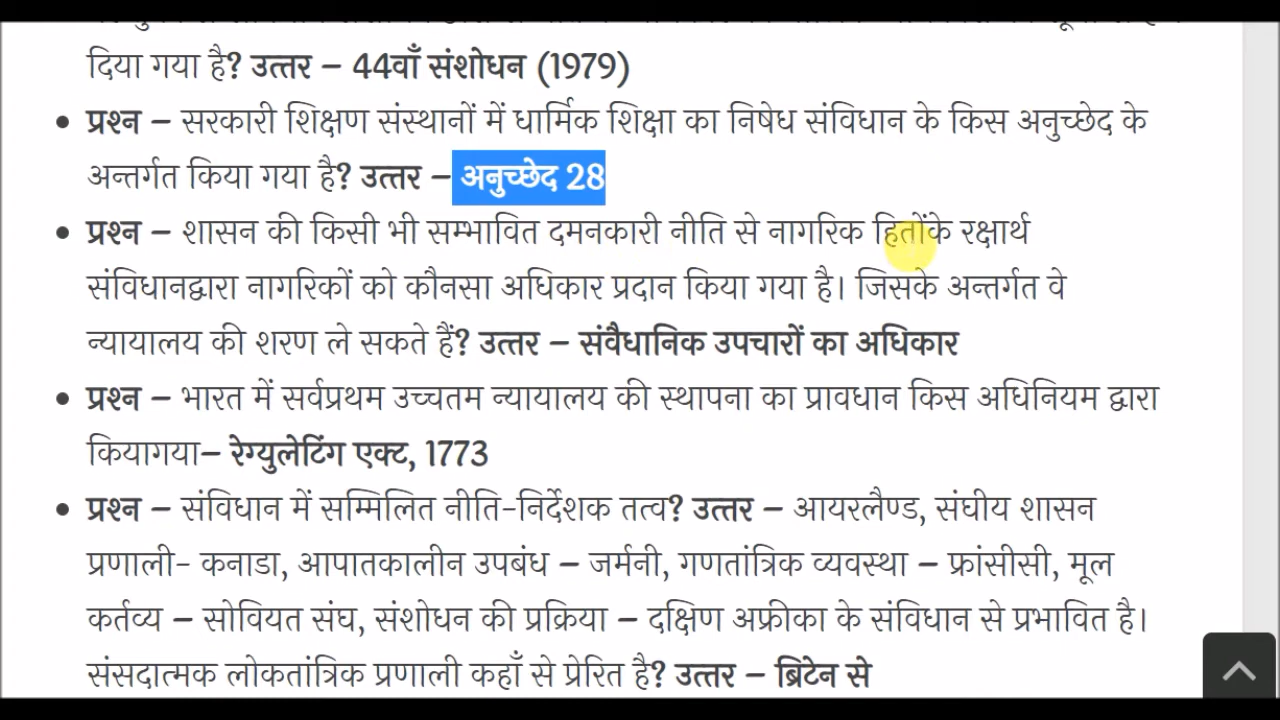 दिया गया है? उत्तर – 44वाँ संशोधन (1979)
• प्रश्न – सरकारी शिक्षण संस्थानों में धार्मिक शिक्षा का निषेध संविधान के किस अनुच्छेद के
अन्तर्गत किया गया है? उत्तर – अनुच्छेद 28
• प्रश्न – शासन की किसी भी सम्भावित दमनकारी नीति से नागरिक हितोंके रक्षार्थ
संविधानद्वारा नागरिकों को कौनसा अधिकार प्रदान किया गया है। जिसके अन्तर्गत वे
न्यायालय की शरण ले सकते हैं? उत्तर – संवैधानिक उपचारों का अधिकार
• प्रश्न – भारत में सर्वप्रथम उच्चतम न्यायालय की स्थापना का प्रावधान किस अधिनियम द्वारा
कियागया– रेग्युलेटिंग एक्ट, 1773
• प्रश्न – संविधान में सम्मिलित नीति-निर्देशक तत्व? उत्तर – आयरलैण्ड, संघीय शासन
प्रणाली- कनाडा, आपातकालीन उपबंध – जर्मनी, गणतांत्रिक व्यवस्था – फ्रांसीसी, मूल
कर्तव्य – सोवियत संघ, संशोधन की प्रक्रिया – दक्षिण अफ्रीका के संविधान से प्रभावित है।
संसदात्मक लोकतांत्रिक प्रणाली कहाँ से प्रेरित है? उत्तर – ब्रिटेन से